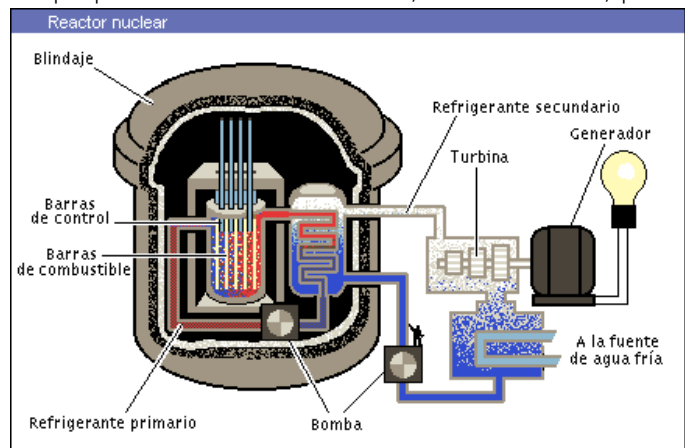 Reactor nuclear
Blindaje
Refrigerante secundario
Generador
Turbina
Barras
de control
Barras
de combustible
A la fuente
de agua fría
Refrigerante primario
Bomba